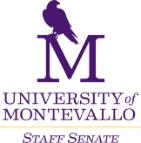 M
UNIVERSITY of
MONTEVALLO
STAFF SENATE